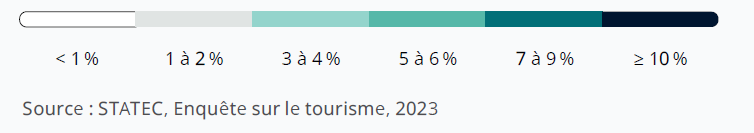 < 1 % 1 à 2 % 3 à 4 % 5 à 6 % 7 à 9 % ≥ 10 %
Source : STATEC, Enquête sur le tourisme, 2023